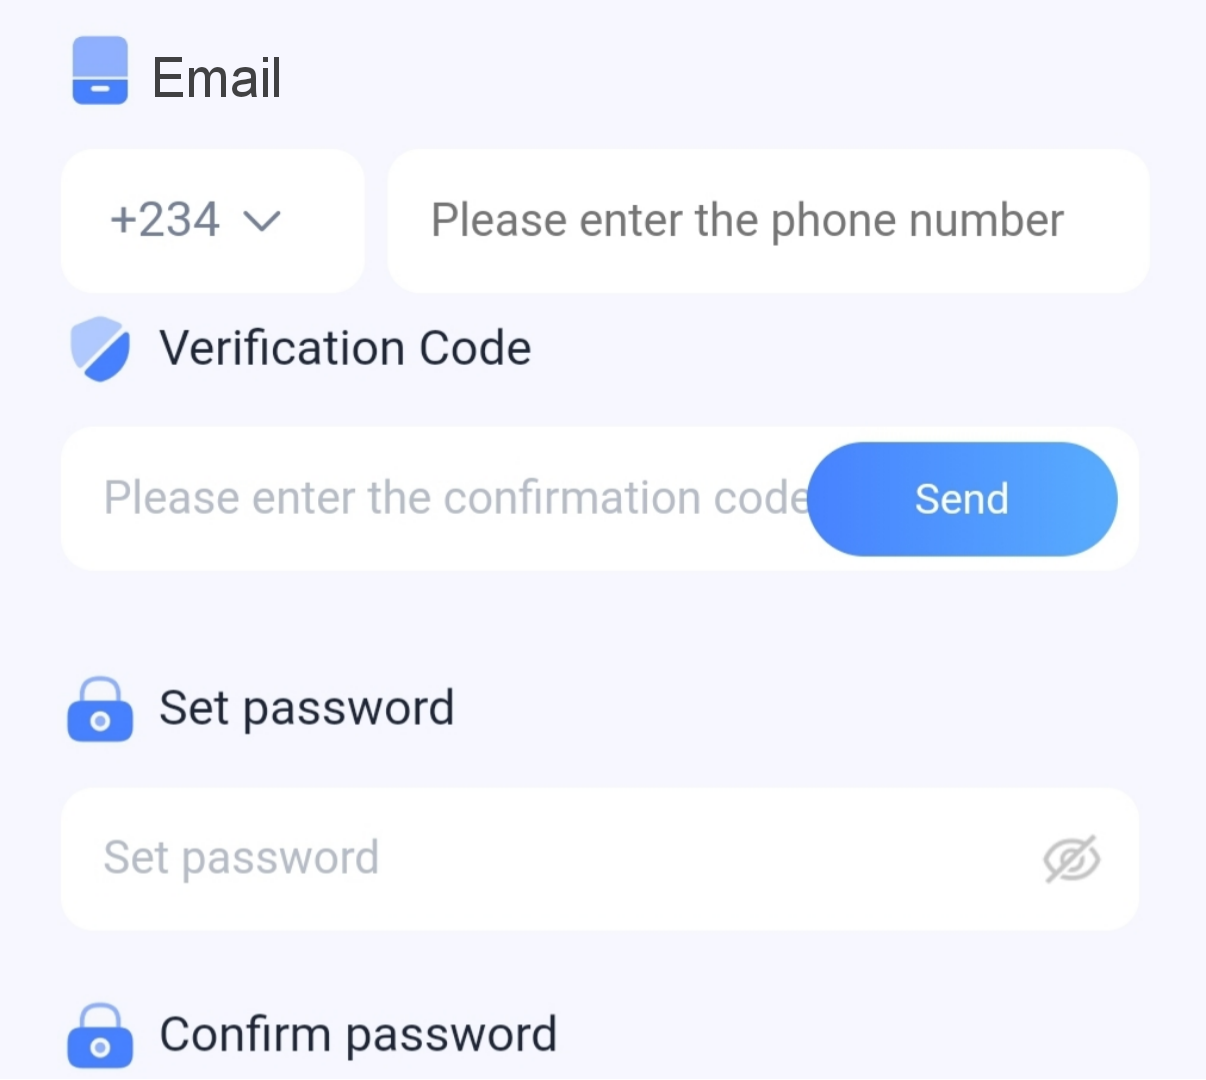 Email
+234
Please enter the phone number
Verification Code
Please enter the confirmation code
Send
Set password
Set password
Confirm password